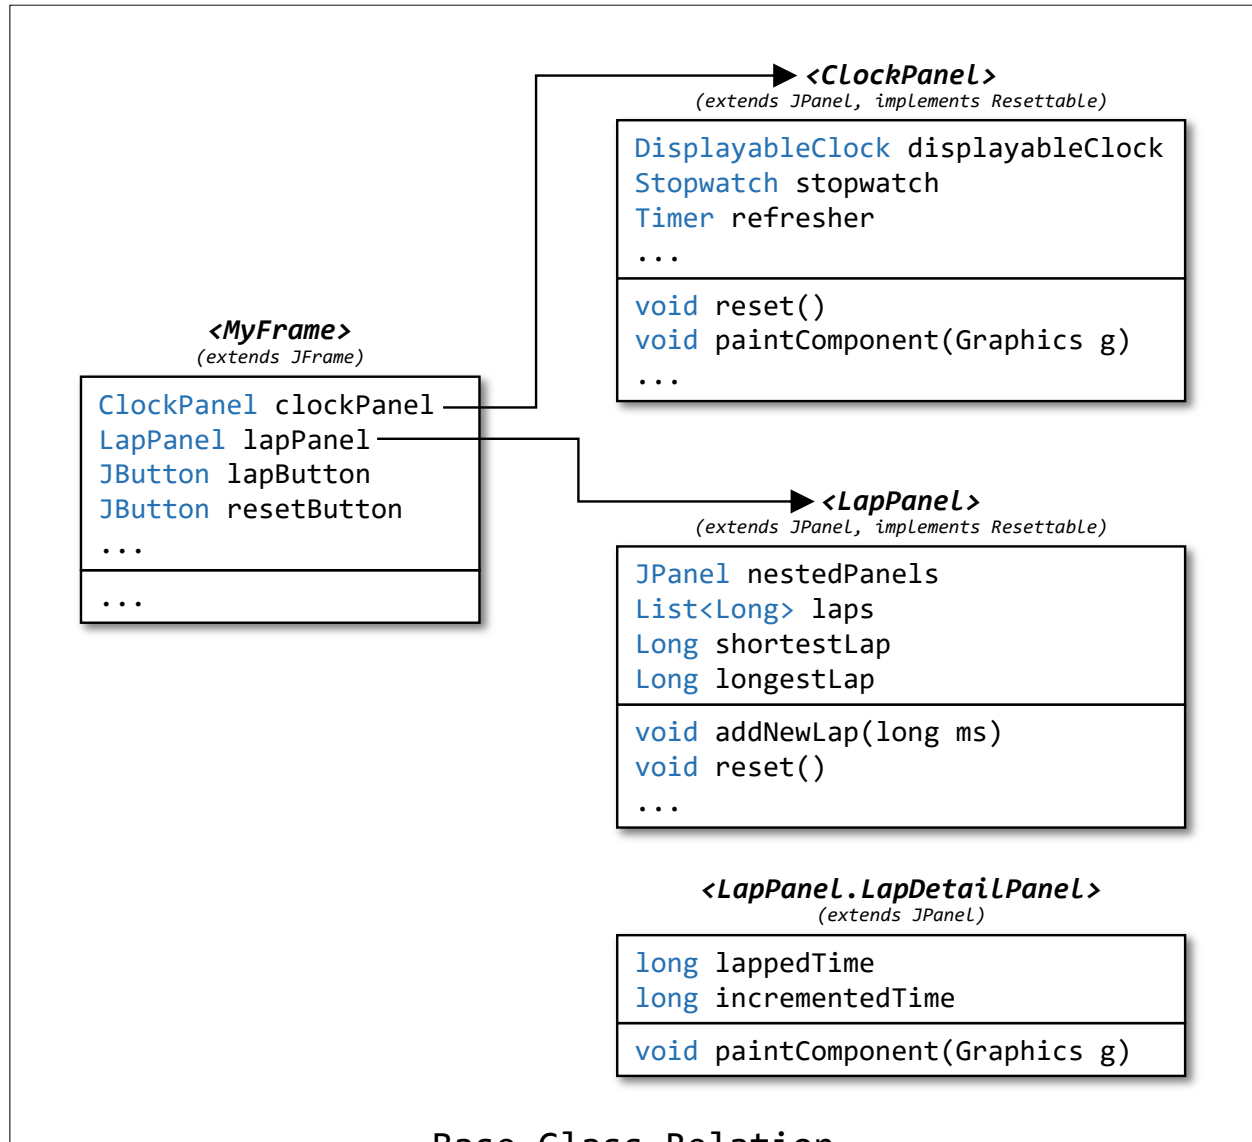 <ClockPanel>
(extends JPanel, implements Resettable)
DisplayableClock displayableClock
Stopwatch stopwatch
Timer refresher
...
void reset()
void paintComponent(Graphics g)
...
<MyFrame>
(extends JFrame)
ClockPanel clockPanel
LapPanel lapPanel
JButton lapButton
JButton resetButton
...
...
<LapPanel>
(extends JPanel, implements Resettable)
JPanel nestedPanels
List<Long> laps
Long shortestLap
Long longestLap
void addNewLap(long ms)
void reset()
...
<LapPanel.LapDetailPanel>
(extends JPanel)
long lappedTime
long incrementedTime
void paintComponent(Graphics g)
Base Class Relation